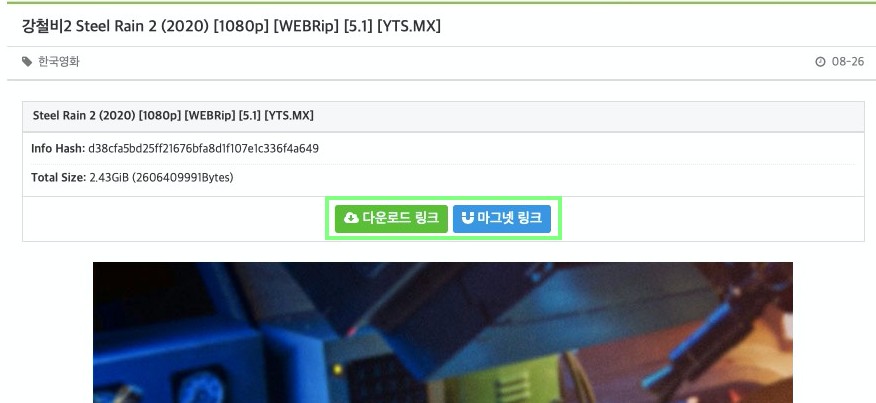 강철비2 Steel Rain 2 (2020) [1080p] [WEBRip] [5.1] [YTS.MX]
한국영화 08-26
Steel Rain 2 (2020) [1080p] [WEBRip] [5.1] [YTS.MX]
Info Hash: d38cfa5bd25ff21676bfa8d1f107e1c336f4a649
Total Size: 2.43GiB (2606409991Bytes)
다운로드 링크 마그넷 링크